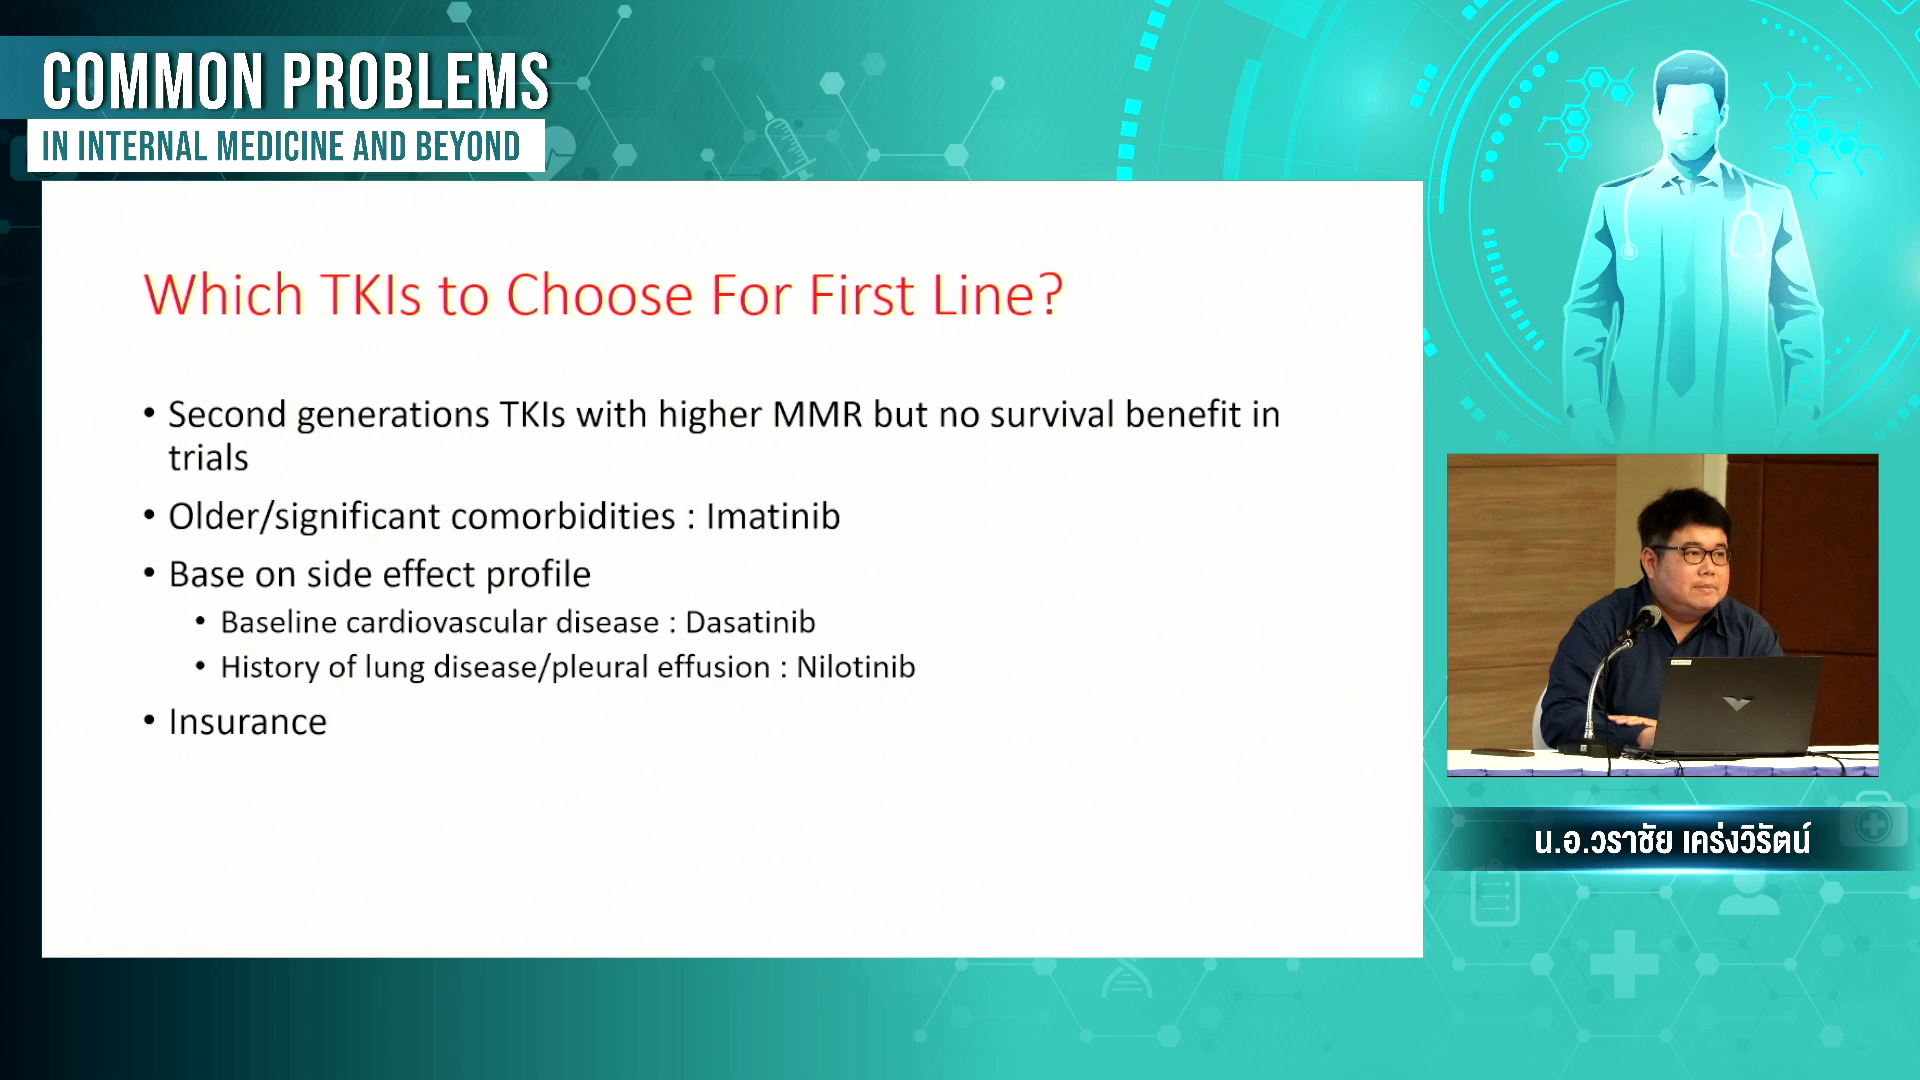 COMMON PROBLEMS
IN INTERNAL MEDICINE AND BEYOND
Which TKIs to Choose For First Line?
• Second generations TKIs with higher MMR but no survival benefit in
trials
• Older/significant comorbidities : Imatinib
• Base on side effect profile
• Baseline cardiovascular disease : Dasatinib
• History of lung disease/pleural effusion : Nilotinib
• Insurance
น.อ.วราชัย เคร่งวิรัตน์